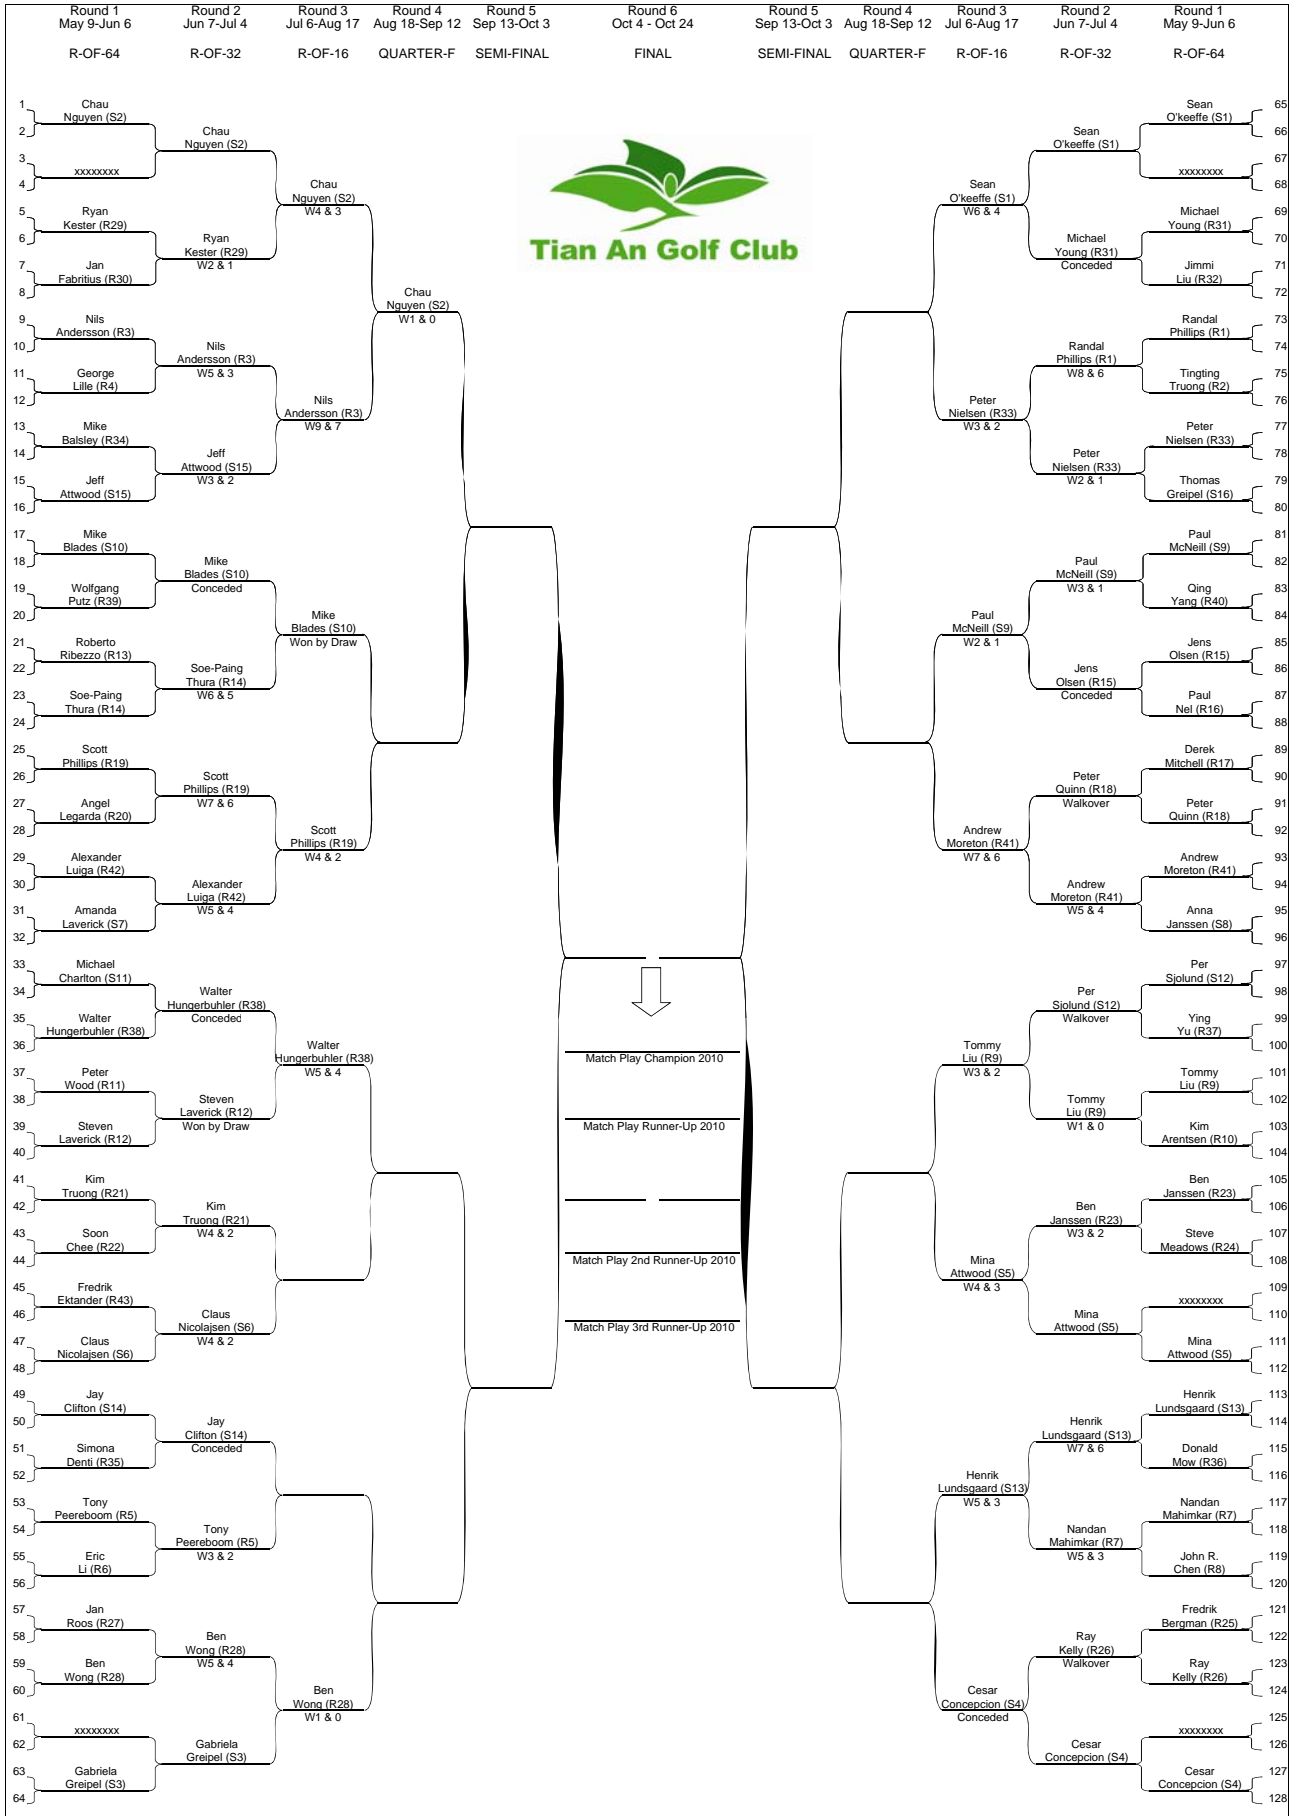 Round 1 Round 2 Round 3 Round 4 Round 5 Round 6 Round 5 Round 4 Round 3 Round 2 Round 1
May 9-Jun 6 Jun 7-Jul 4 Jul 6-Aug 17 Aug 18-Sep 12 Sep 13-Oct 3 Oct 4 - Oct 24 Sep 13-Oct 3 Aug 18-Sep 12 Jul 6-Aug 17 Jun 7-Jul 4 May 9-Jun 6
R-OF-64 R-OF-32 R-OF-16 QUARTER-F SEMI-FINAL FINAL SEMI-FINAL QUARTER-F R-OF-16 R-OF-32 R-OF-64
1
Chau
Nguyen (S2)
2
3
xxxxxxxx
4
5
Ryan
Kester (R29)
6
7
Jan
Fabritius (R30)
8
9
Nils
Andersson (R3)
10
11
George
Lille (R4)
12
13
Mike
Balsley (R34)
14
15
Jeff
Attwood (S15)
16
17
Mike
Blades (S10)
18
19
Wolfgang
Putz (R39)
20
21
Roberto
Ribezzo (R13)
22
23
Soe-Paing
Thura (R14)
24
25
Scott
Phillips (R19)
26
27
Angel
Legarda (R20)
28
29
Alexander
Luiga (R42)
30
31
Amanda
Laverick (S7)
32
33
Michael
Charlton (S11)
34
35
Walter
Hungerbuhler (R38)
36
37
Peter
Wood (R11)
38
39
Steven
Laverick (R12)
40
41
Kim
Truong (R21)
42
43
Soon
Chee (R22)
44
45
Fredrik
Ektander (R43)
46
47
Claus
Nicolajsen (S6)
48
49
Jay
Clifton (S14)
50
51
Simona
Denti (R35)
52
53
Tony
Peereboom (R5)
54
55
Eric
Li (R6)
56
57
Jan
Roos (R27)
58
59
Ben
Wong (R28)
60
61
xxxxxxxx
62
63
Gabriela
Greipel (S3)
64
Chau
Nguyen (S2)
Ryan
Kester (R29)
W2 & 1
Nils
Andersson (R3)
W5 & 3
Jeff
Attwood (S15)
W3 & 2
Mike
Blades (S10)
Conceded
Soe-Paing
Thura (R14)
W6 & 5
Scott
Phillips (R19)
W7 & 6
Alexander
Luiga (R42)
W5 & 4
Walter
Hungerbuhler (R38)
Conceded
Steven
Laverick (R12)
Won by Draw
Kim
Truong (R21)
W4 & 2
Claus
Nicolajsen (S6)
W4 & 2
Jay
Clifton (S14)
Conceded
Tony
Peereboom (R5)
W3 & 2
Ben
Wong (R28)
W5 & 4
Gabriela
Greipel (S3)
Chau
Nguyen (S2)
W4 & 3
Nils
Andersson (R3)
W9 & 7
Mike
Blades (S10)
Won by Draw
Scott
Phillips (R19)
W4 & 2
Walter
Hungerbuhler (R38)
W5 & 4
Ben
Wong (R28)
W1 & 0
Chau
Nguyen (S2)
W1 & 0
Tian An Golf Club
Match Play Champion 2010
Match Play Runner-Up 2010
Match Play 2nd Runner-Up 2010
Match Play 3rd Runner-Up 2010
Sean
O'keeffe (S1)
W6 & 4
Peter
Nielsen (R33)
W3 & 2
Paul
McNeill (S9)
W2 & 1
Andrew
Moreton (R41)
W7 & 6
Tommy
Liu (R9)
W3 & 2
Mina
Attwood (S5)
W4 & 3
Henrik
Lundsgaard (S13)
W5 & 3
Cesar
Concepcion (S4)
Conceded
Sean
O'keeffe (S1)
Michael
Young (R31)
Conceded
Randal
Phillips (R1)
W8 & 6
Peter
Nielsen (R33)
W2 & 1
Paul
McNeill (S9)
W3 & 1
Jens
Olsen (R15)
Conceded
Peter
Quinn (R18)
Walkover
Andrew
Moreton (R41)
W5 & 4
Per
Sjolund (S12)
Walkover
Tommy
Liu (R9)
W1 & 0
Ben
Janssen (R23)
W3 & 2
Mina
Attwood (S5)
Henrik
Lundsgaard (S13)
W7 & 6
Nandan
Mahimkar (R7)
W5 & 3
Ray
Kelly (R26)
Walkover
Cesar
Concepcion (S4)
Sean
65
O'keeffe (S1)
66
67
xxxxxxxx
68
Michael
69
Young (R31)
70
Jimmi
71
Liu (R32)
72
Randal
73
Phillips (R1)
74
Tingting
75
Truong (R2)
76
Peter
77
Nielsen (R33)
78
Thomas
79
Greipel (S16)
80
Paul
81
McNeill (S9)
82
Qing
83
Yang (R40)
84
Jens
85
Olsen (R15)
86
Paul
87
Nel (R16)
88
Derek
89
Mitchell (R17)
90
Peter
91
Quinn (R18)
92
Andrew
93
Moreton (R41)
94
Anna
95
Janssen (S8)
96
Per
97
Sjolund (S12)
98
Ying
99
Yu (R37)
100
Tommy
101
Liu (R9)
102
Kim
103
Arentsen (R10)
104
Ben
105
Janssen (R23)
106
Steve
107
Meadows (R24)
108
109
xxxxxxxx
110
Mina
111
Attwood (S5)
112
Henrik
113
Lundsgaard (S13)
114
Donald
115
Mow (R36)
116
Nandan
117
Mahimkar (R7)
118
John R.
119
Chen (R8)
120
Fredrik
121
Bergman (R25)
122
Ray
123
Kelly (R26)
124
125
xxxxxxxx
126
Cesar
127
Concepcion (S4)
128